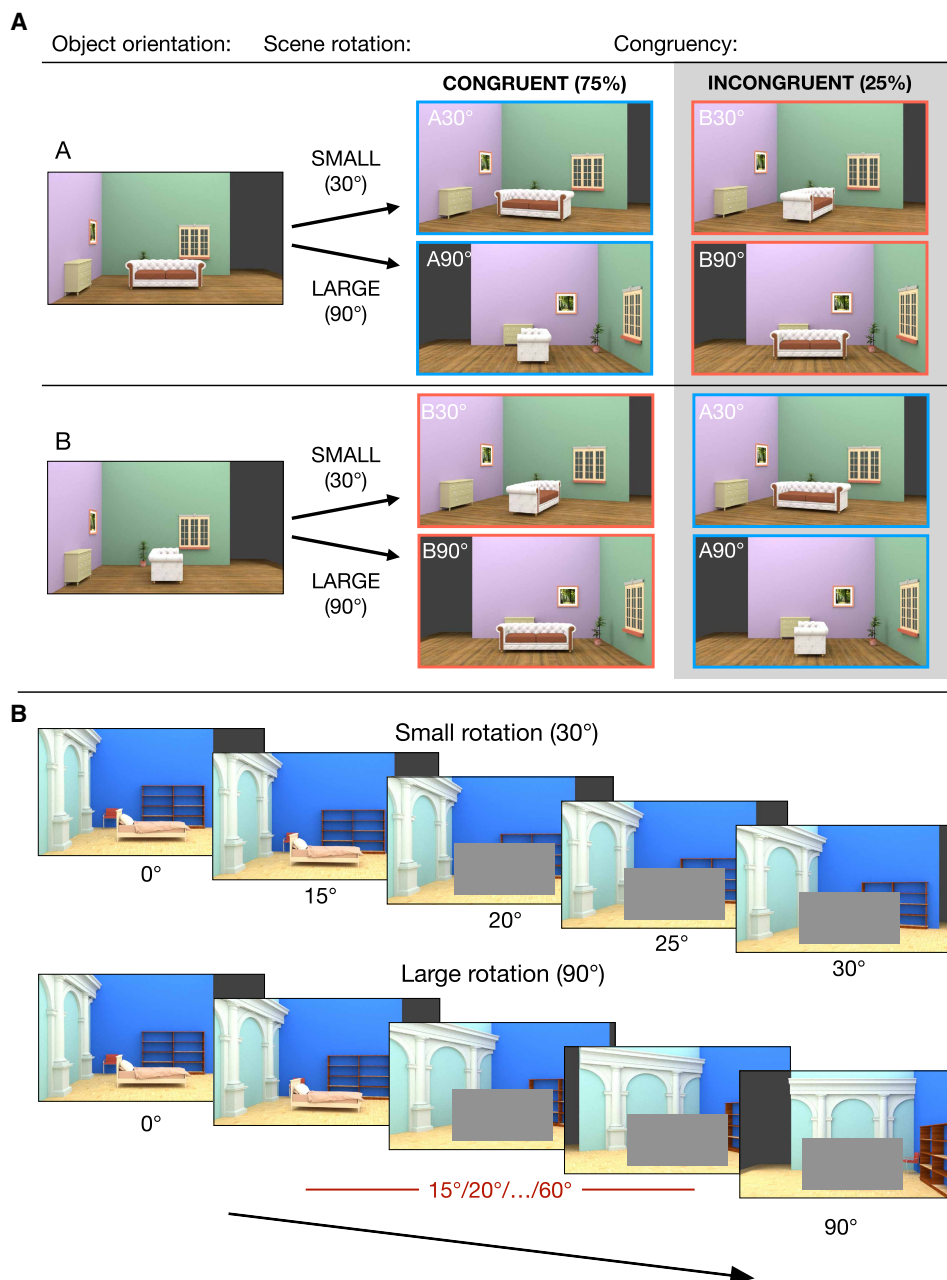 A
Object orientation: Scene rotation: Congruency:
CONGRUENT (75%) INCONGRUENT (25%)
A
SMALL
(30°)
LARGE
(90°)
A30° B30°
A90° B90°
B
SMALL
(30°)
LARGE
(90°)
B30° A30°
B90° A90°
B
Small rotation (30°)
0°
15°
20°
25°
30°
Large rotation (90°)
0°
15°/20°/.../60°
90°